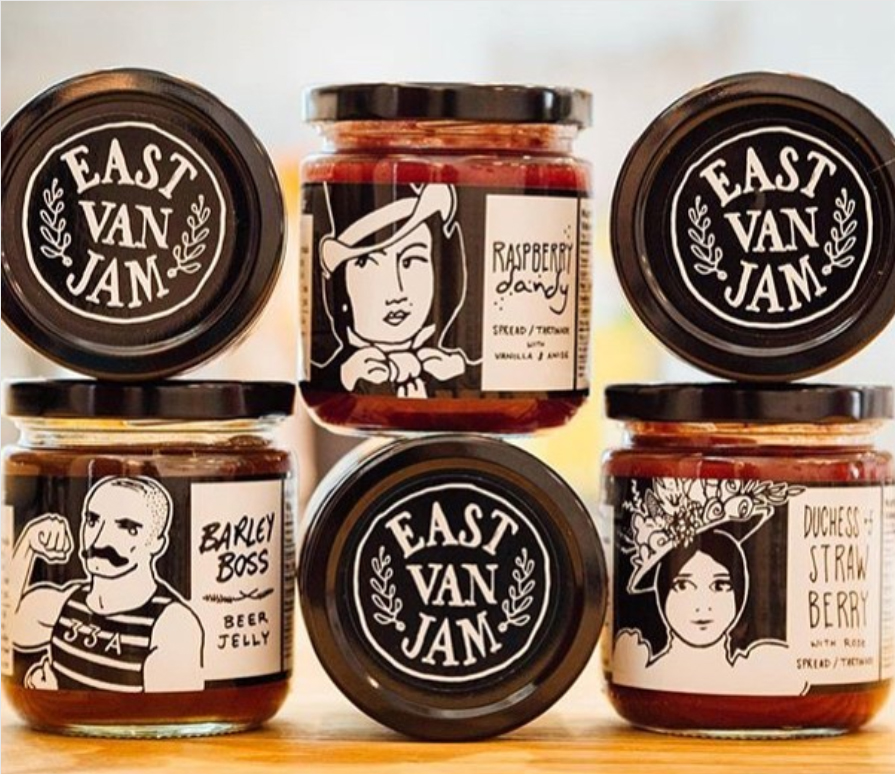 EAST
VAN
JAM
RASPBERRY
dandy
SPREAD / TARTINADE
WITH
VANILLA & ANISE
EAST
VAN
JAM
BARLEY
BOSS
BEER
JELLY
33A
EAST
VAN
JAM
DUCHESS of
STRAW
BERRY
WITH ROSE
SPREAD / TARTINADE